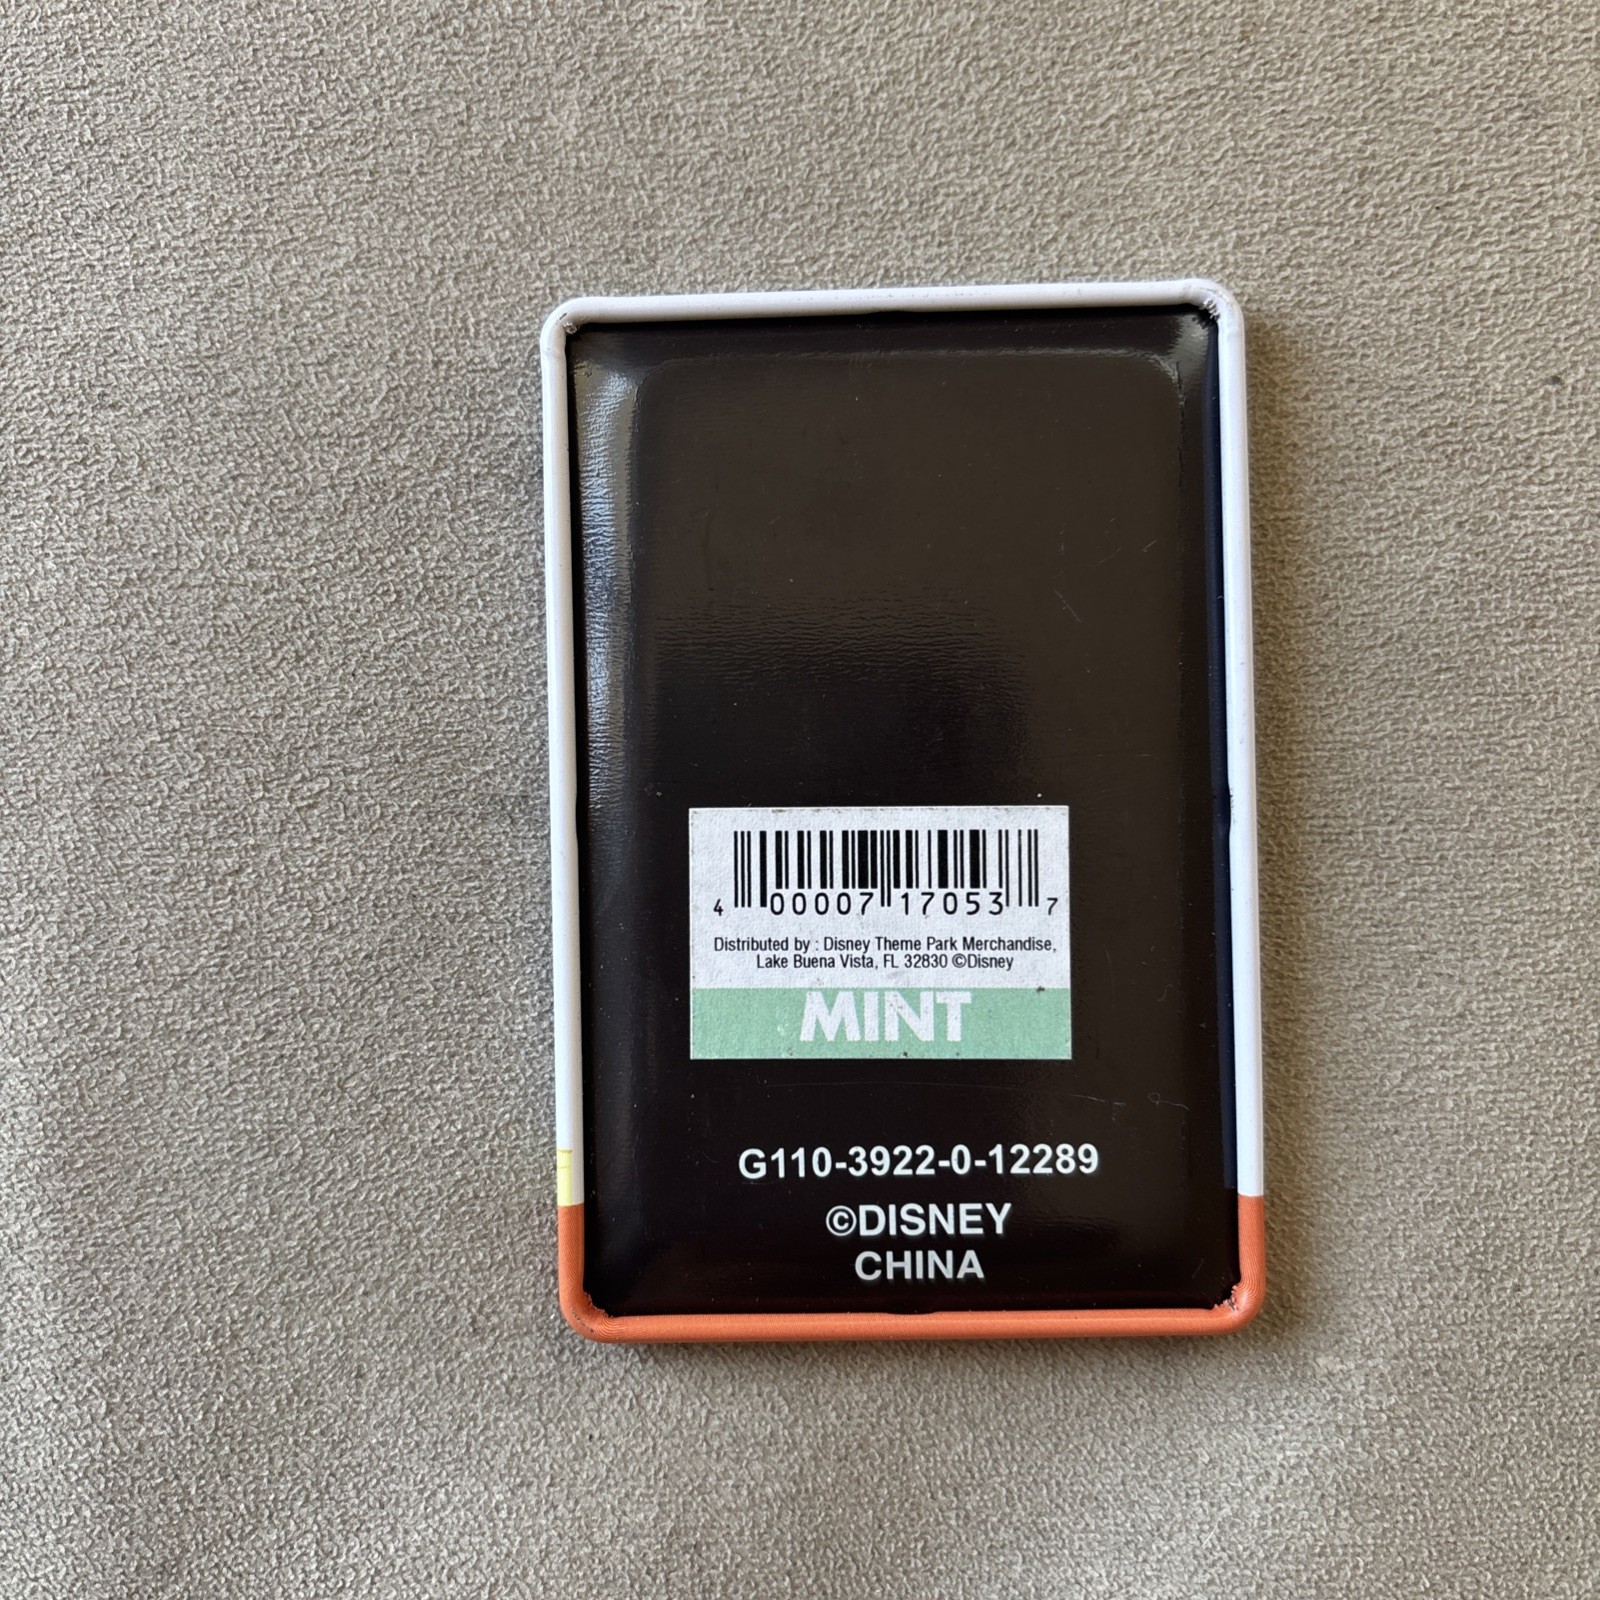 4 00007 17053 7
Distributed by : Disney Theme Park Merchandise,
Lake Buena Vista, FL 32830 ©Disney
MINT
G110-3922-0-12289
©DISNEY
CHINA